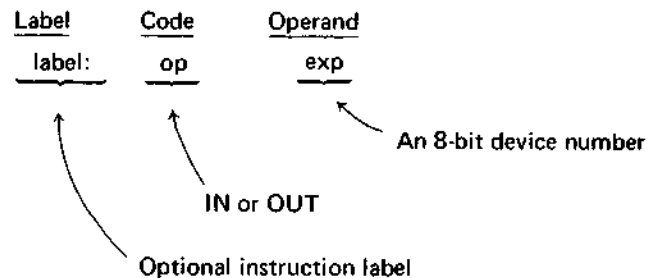 Label Code Operand
label: op exp
An 8-bit device number
IN or OUT
Optional instruction label